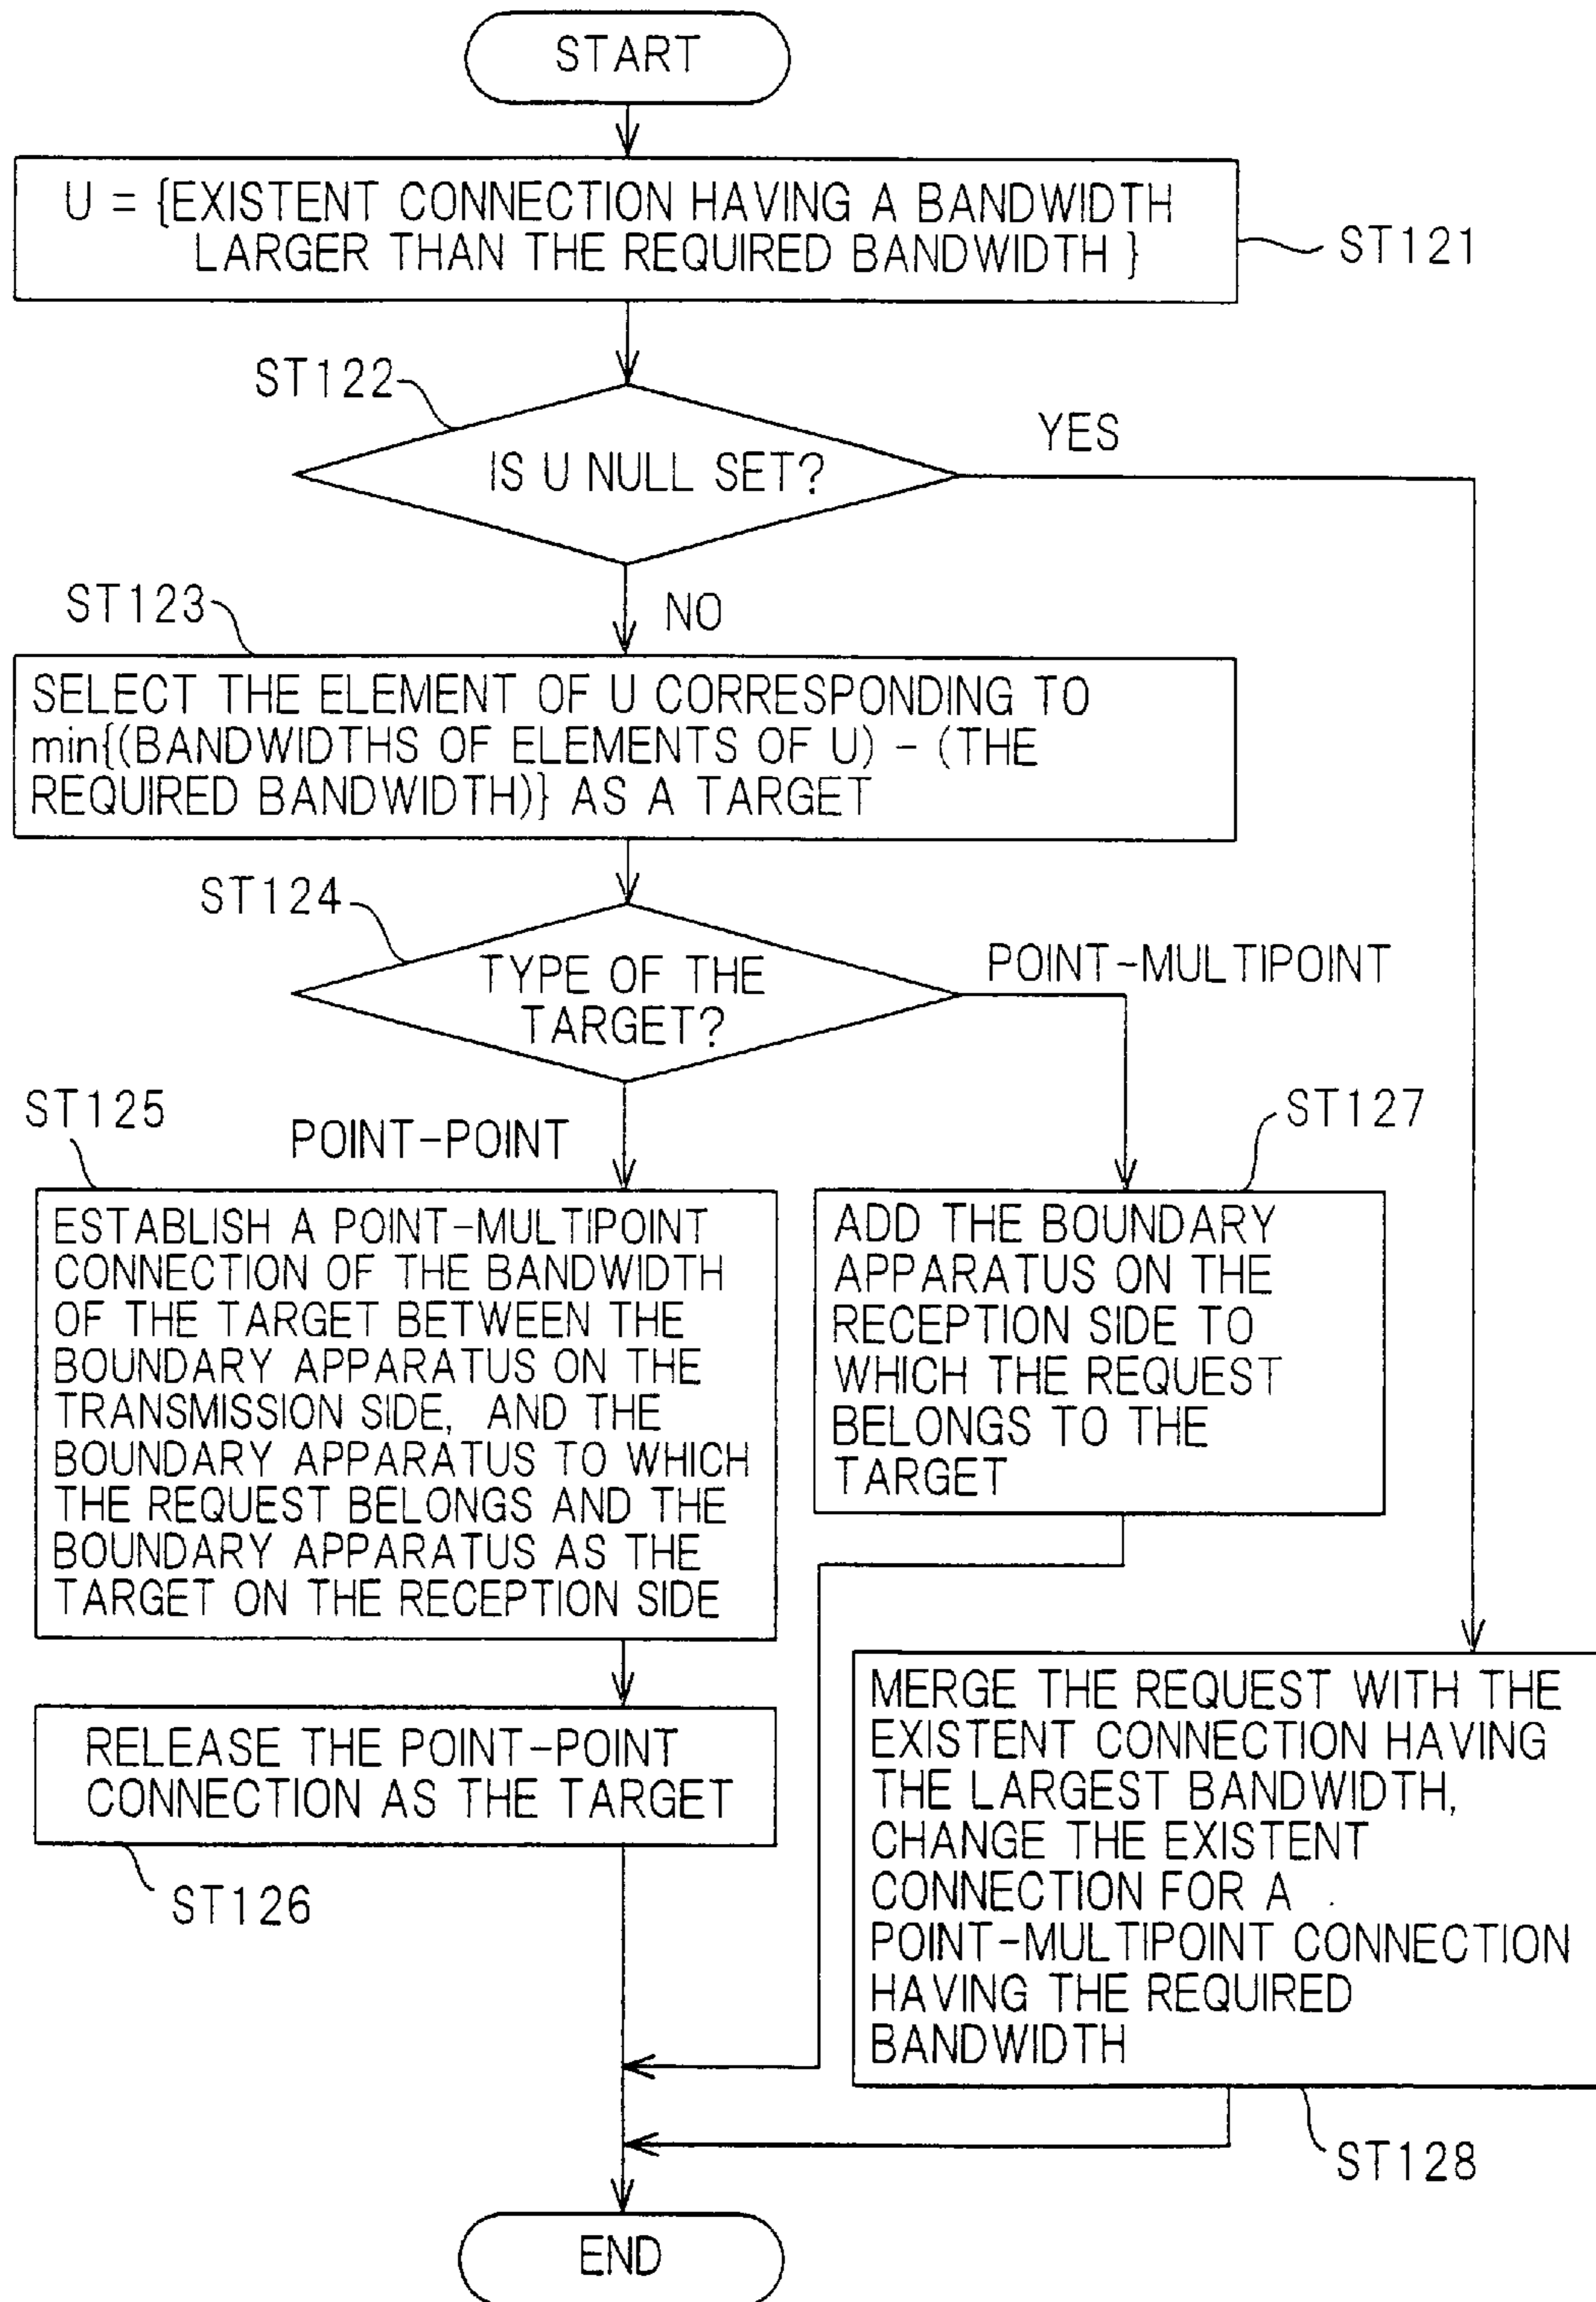 START
U = {EXISTENT CONNECTION HAVING A BANDWIDTH
LARGER THAN THE REQUIRED BANDWIDTH }
ST121
ST122
IS U NULL SET?
YES
NO
ST123
SELECT THE ELEMENT OF U CORRESPONDING TO
min{(BANDWIDTHS OF ELEMENTS OF U) - (THE
REQUIRED BANDWIDTH)} AS A TARGET
ST124
TYPE OF THE
TARGET?
POINT-MULTIPOINT
POINT-POINT
ST125
ESTABLISH A POINT-MULTIPOINT
CONNECTION OF THE BANDWIDTH
OF THE TARGET BETWEEN THE
BOUNDARY APPARATUS ON THE
TRANSMISSION SIDE, AND THE
BOUNDARY APPARATUS TO WHICH
THE REQUEST BELONGS AND THE
BOUNDARY APPARATUS AS THE
TARGET ON THE RECEPTION SIDE
ST127
ADD THE BOUNDARY
APPARATUS ON THE
RECEPTION SIDE TO
WHICH THE REQUEST
BELONGS TO THE
TARGET
RELEASE THE POINT-POINT
CONNECTION AS THE TARGET
ST126
MERGE THE REQUEST WITH THE
EXISTENT CONNECTION HAVING
THE LARGEST BANDWIDTH,
CHANGE THE EXISTENT
CONNECTION FOR A
POINT-MULTIPOINT CONNECTION
HAVING THE REQUIRED
BANDWIDTH
ST128
END